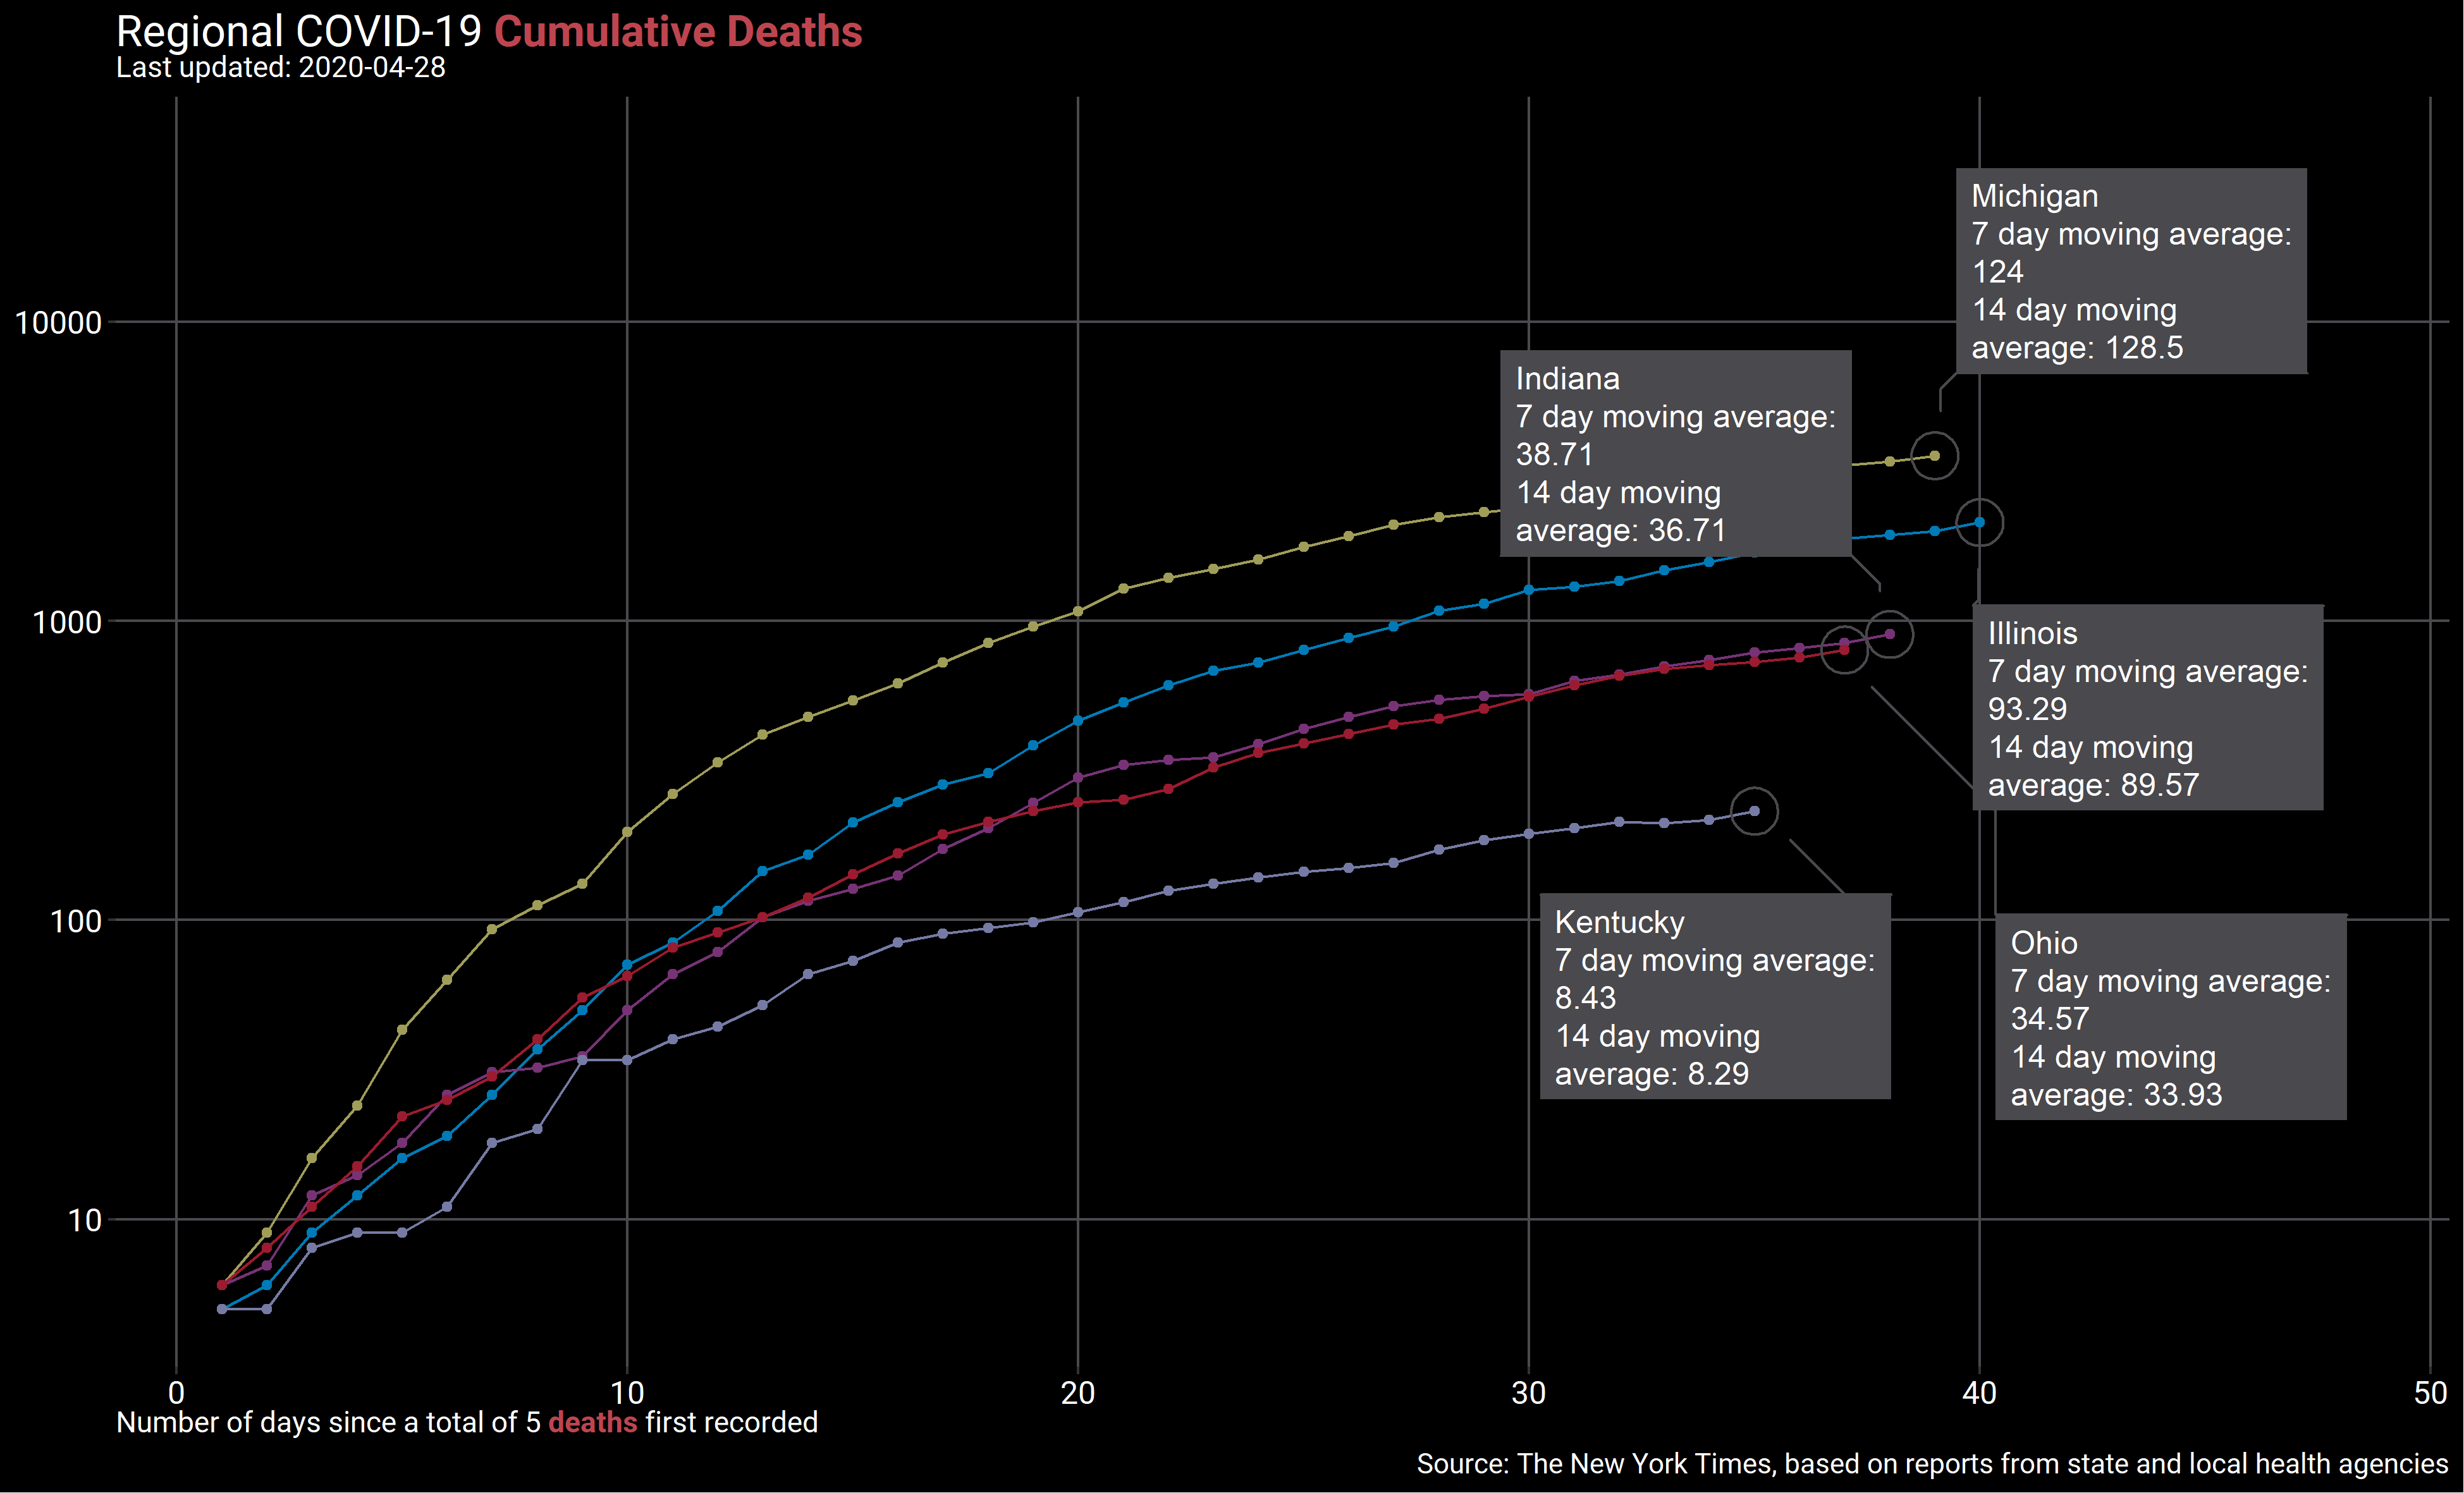 Regional COVID-19 Cumulative Deaths
Last updated: 2020-04-28
Michigan
7 day moving average:
124
14 day moving
average: 128.5
Indiana
7 day moving average:
38.71
14 day moving
average: 36.71
Illinois
7 day moving average:
93.29
14 day moving
average: 89.57
Kentucky
7 day moving average:
8.43
14 day moving
average: 8.29
Ohio
7 day moving average:
34.57
14 day moving
average: 33.93
10000
1000
100
10
0 10 20 30 40 50
Number of days since a total of 5 deaths first recorded
Source: The New York Times, based on reports from state and local health agencies